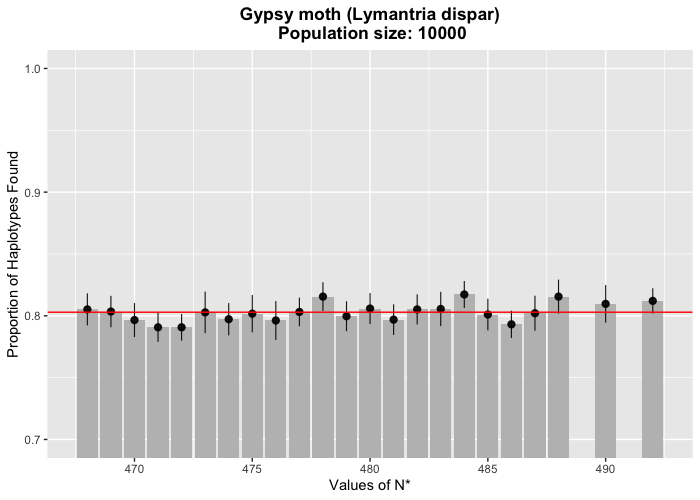 Gypsy moth (Lymantria dispar)
Population size: 10000
Proportion of Haplotypes Found
1.0
0.9
0.8
0.7
470 475 480 485 490
Values of N*